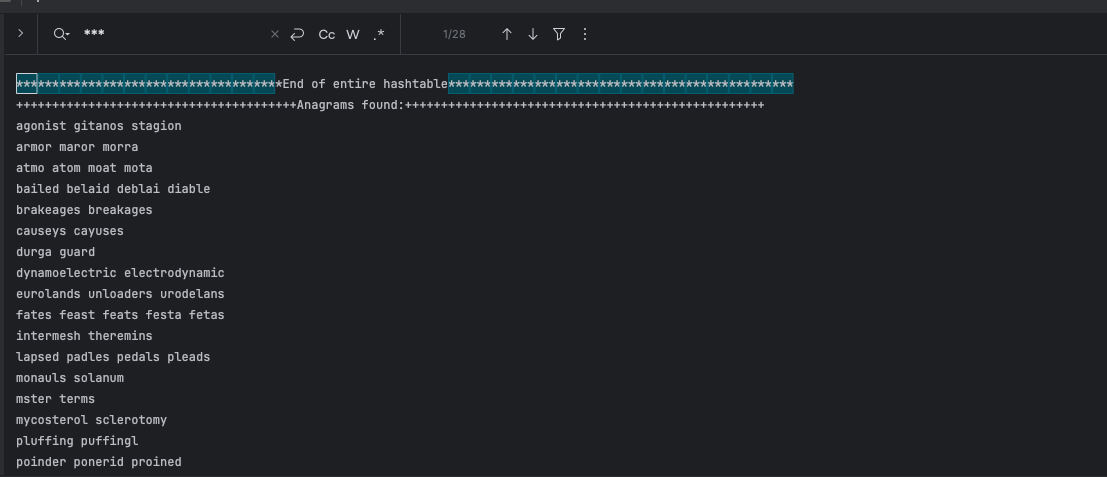 *** Cc W .* 1/28
*************************************End of entire hashtable************************************************
+++++++++++++++++++++++++++++++++++++++Anagrams found:++++++++++++++++++++++++++++++++++++++++++++++++++
agonist gitanos stagion
armor maror morra
atmo atom moat mota
bailed belaid deblai diable
brakeages breakages
causeys cayuses
durga guard
dynamoelectric electrodynamic
eurolands unloaders urodelans
fates feast feats festa fetas
intermesh theremins
lapsed padles pedals pleads
monauls solanum
mster terms
mycosterol sclerotomy
pluffing puffingl
poinder ponerid proined